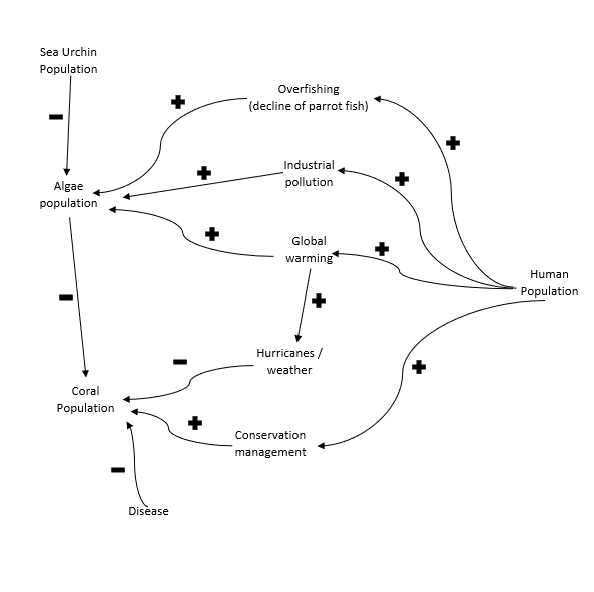 Sea Urchin
Population
Overfishing
(decline of parrot fish)
Industrial
pollution
Algae
population
Global
warming
Human
Population
Hurricanes /
weather
Coral
Population
Conservation
management
Disease